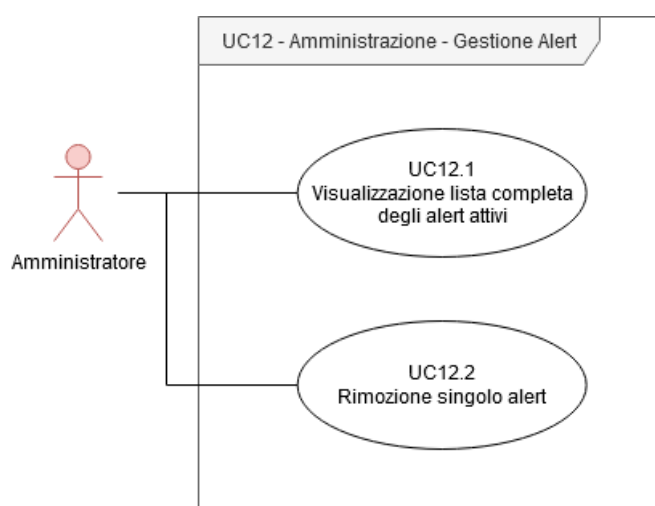 UC12 - Amministrazione - Gestione Alert
UC12.1
Visualizzazione lista completa
degli alert attivi
Amministratore
UC12.2
Rimozione singolo alert